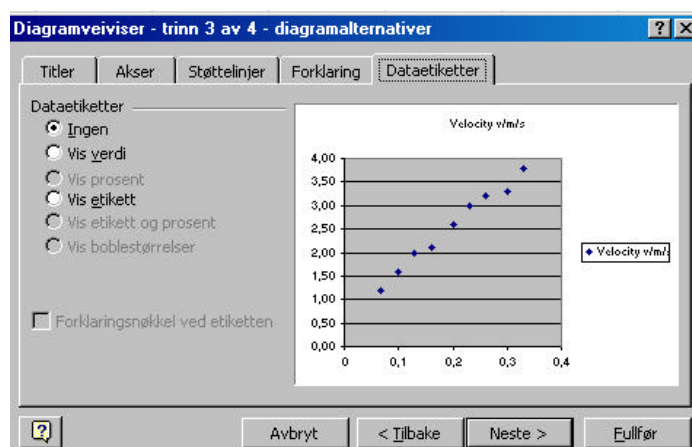 Diagramveiviser - trinn 3 av 4 - diagramalternativer
Titler Akser Støttelinjer Forklaring Dataetiketter
Dataetiketter
Ingen
Vis verdi
Vis prosent
Vis etikett
Vis etikett og prosent
Vis boblestørrelser
Forklaringsnøkkel ved etiketten
Velocity v/m/s
4,00
3,50
3,00
2,50
2,00
1,50
1,00
0,50
0,00
0 0,1 0,2 0,3 0,4
Velocity v/m/s
Avbryt < Tilbake Neste > Fullfør